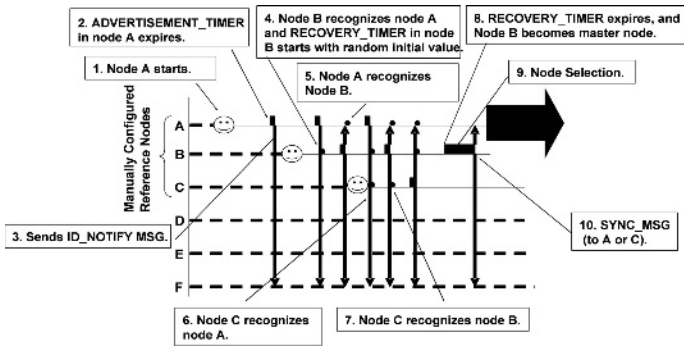 2. ADVERTISEMENT_TIMER
in node A expires.
4. Node B recognizes node A
and RECOVERY_TIMER in node
B starts with random initial value.
8. RECOVERY_TIMER expires, and
Node B becomes master node.
1. Node A starts.
5. Node A recognizes
Node B.
9. Node Selection.
Manually Configured
Reference Nodes
A
B
C
D
E
F
3. Sends ID_NOTIFY MSG.
10. SYNC_MSG
(to A or C).
6. Node C recognizes
node A.
7. Node C recognizes node B.